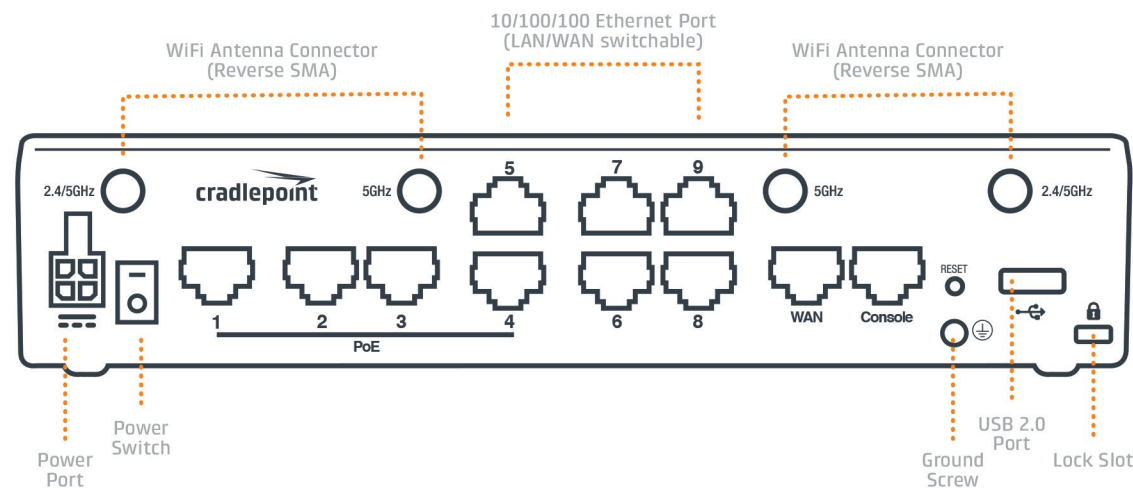 10/100/100 Ethernet Port
(LAN/WAN switchable)
WiFi Antenna Connector
(Reverse SMA)
WiFi Antenna Connector
(Reverse SMA)
2.4/5GHz
cradlepoint
5GHz
5
7
9
5GHz
2.4/5GHz
RESET
1
2
3
4
6
8
WAN
Console
PoE
Power
Switch
Power
Port
USB 2.0
Port
Ground
Screw
Lock Slot